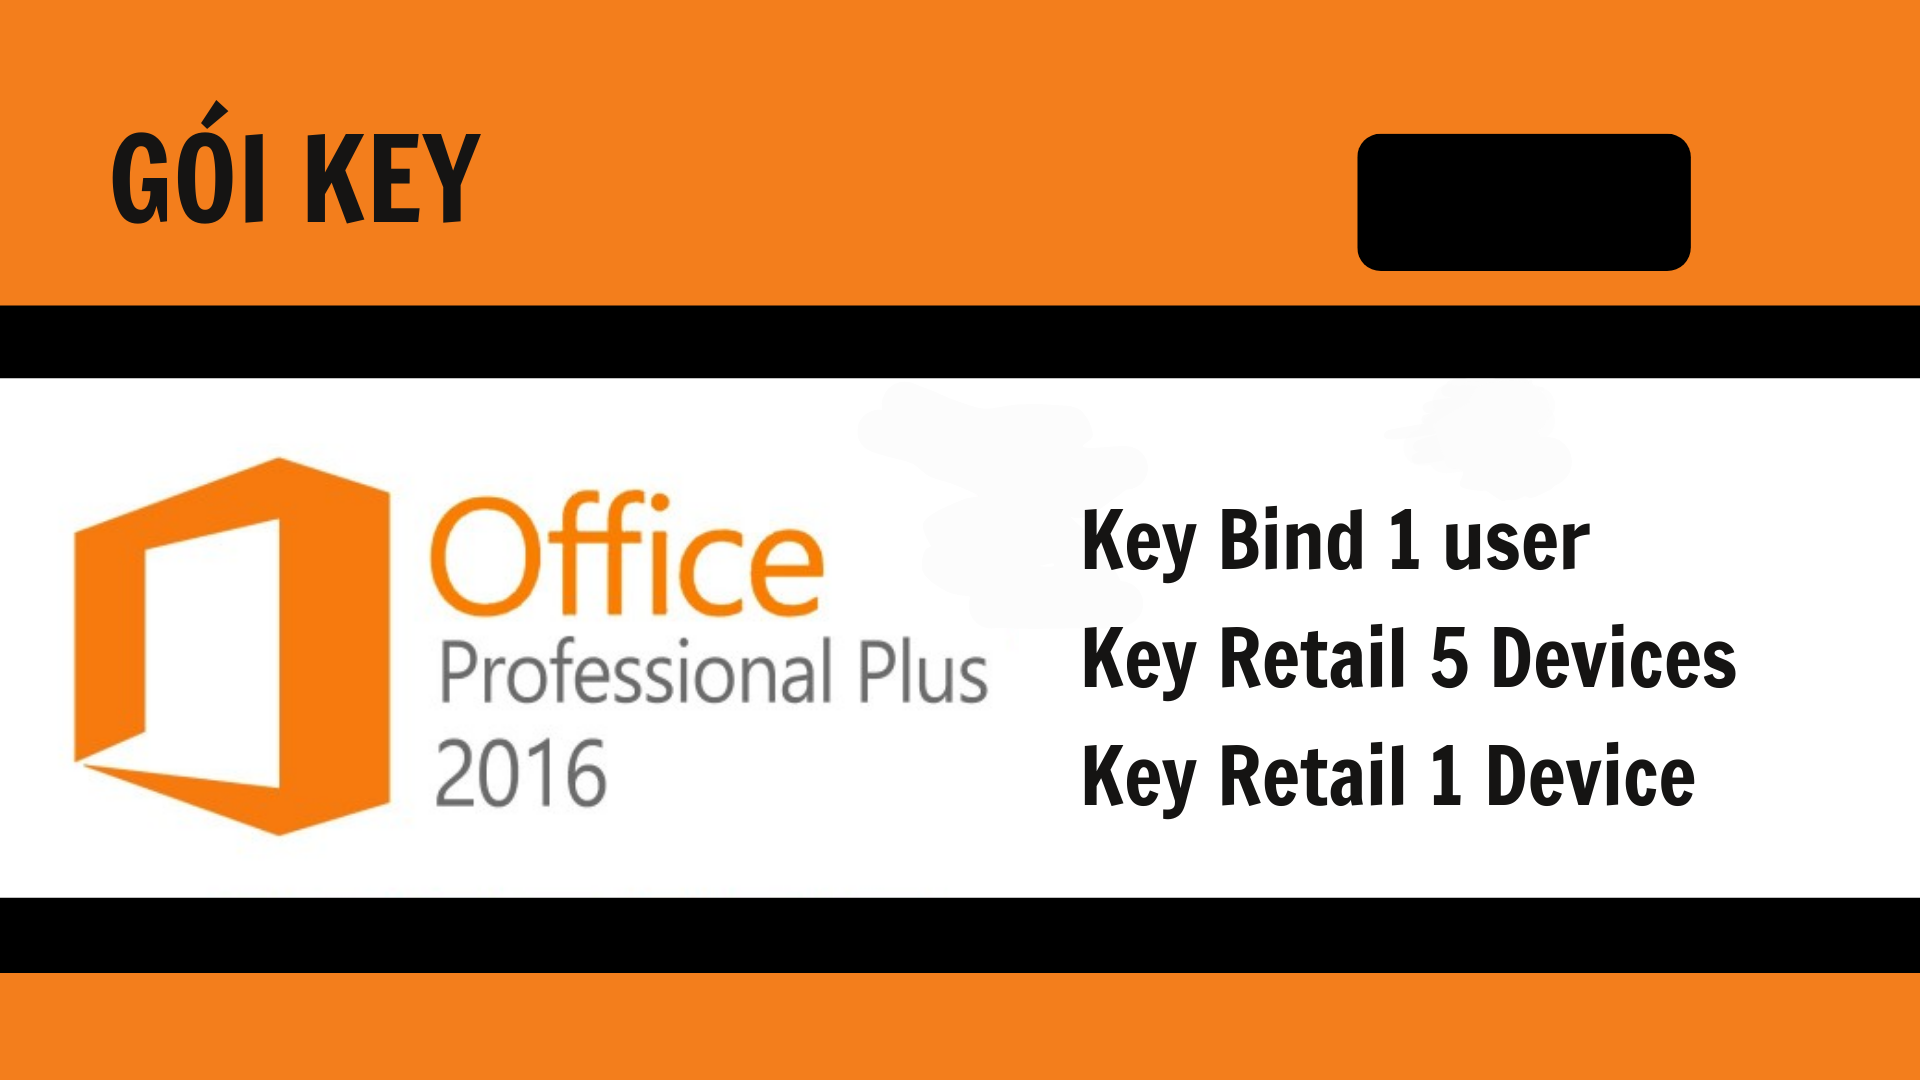 GÓI KEY
Office
Professional Plus
2016
Key Bind 1 user
Key Retail 5 Devices
Key Retail 1 Device